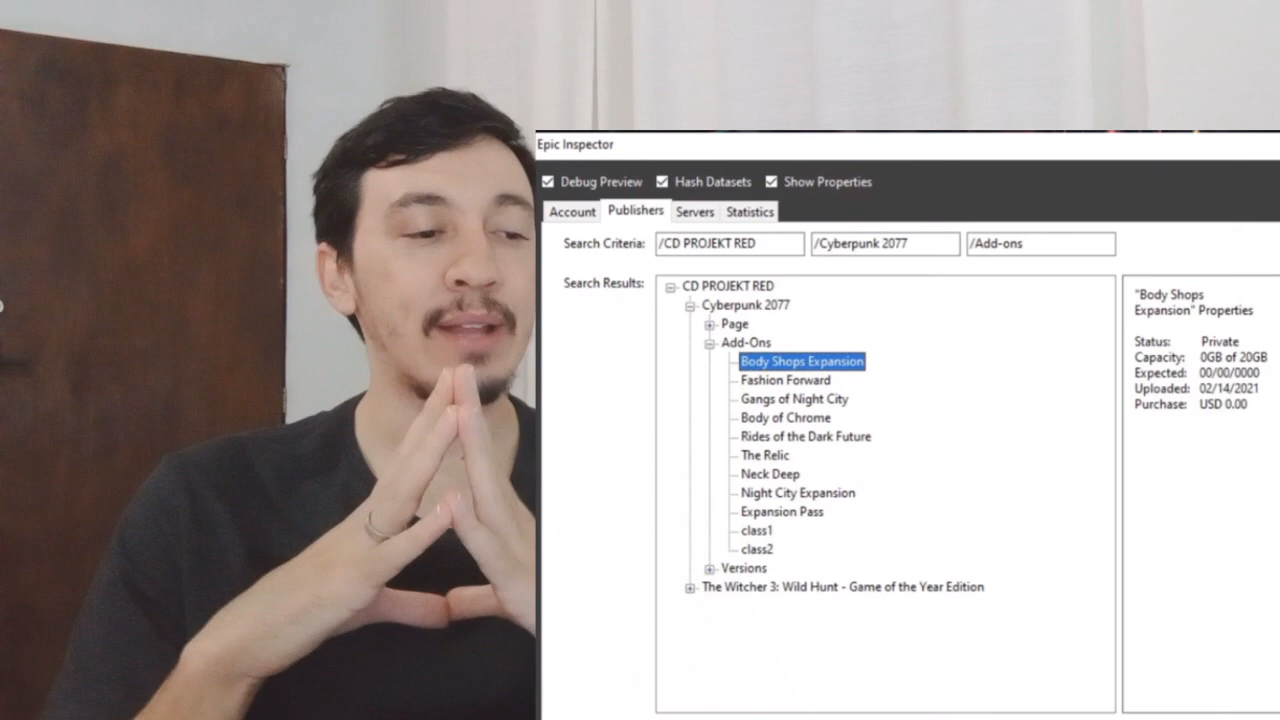 Epic Inspector
Debug Preview Hash Datasets Show Properties
Account Publishers Servers Statistics
Search Criteria: /CD PROJEKT RED /Cyberpunk 2077 /Add-ons
Search Results:
CD PROJEKT RED
Cyberpunk 2077
Page
Add-Ons
Body Shops Expansion
Fashion Forward
Gangs of Night City
Body of Chrome
Rides of the Dark Future
The Relic
Neck Deep
Night City Expansion
Expansion Pass
class1
class2
Versions
The Witcher 3: Wild Hunt - Game of the Year Edition
"Body Shops
Expansion" Properties
Status: Private
Capacity: 0GB of 20GB
Expected: 00/00/0000
Uploaded: 02/14/2021
Purchase: USD 0.00